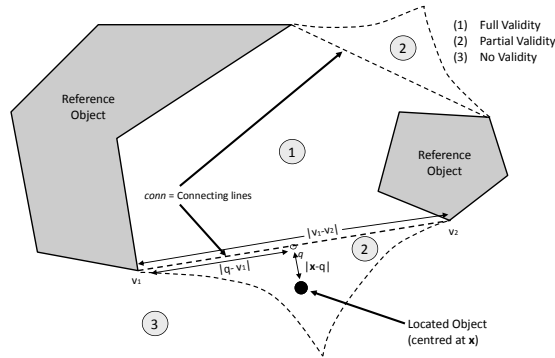 (1) Full Validity
(2) Partial Validity
(3) No Validity
2
Reference
Object
1
Reference
Object
conn = Connecting lines
|v₁-v₂|
v₂
q
2
|q- v₁|
|x-q|
v₁
3
Located Object
(centred at x)